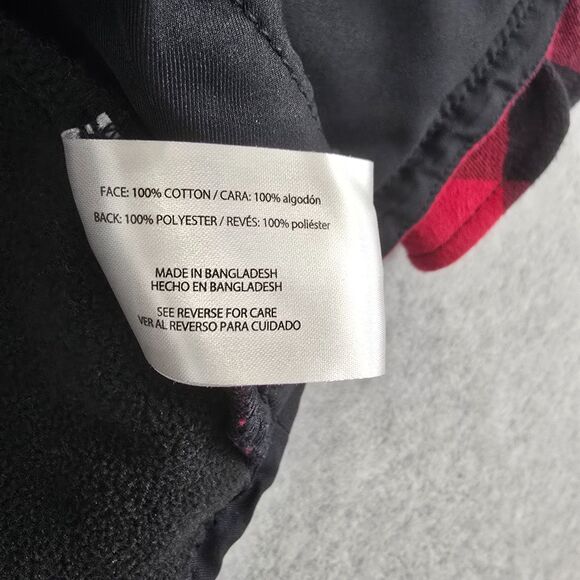 FACE: 100% COTTON / CARA: 100% algodón
BACK: 100% POLYESTER / REVÉS: 100% poliéster
MADE IN BANGLADESH
HECHO EN BANGLADESH
SEE REVERSE FOR CARE
VER AL REVERSO PARA CUIDADO